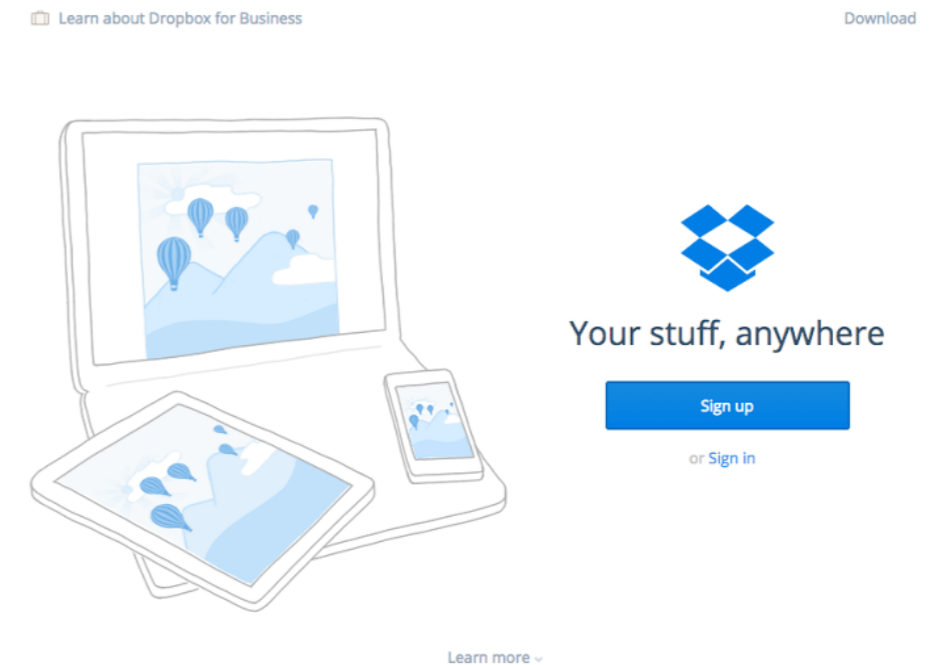 Learn about Dropbox for Business
Download
Your stuff, anywhere
Sign up
or Sign in
Learn more